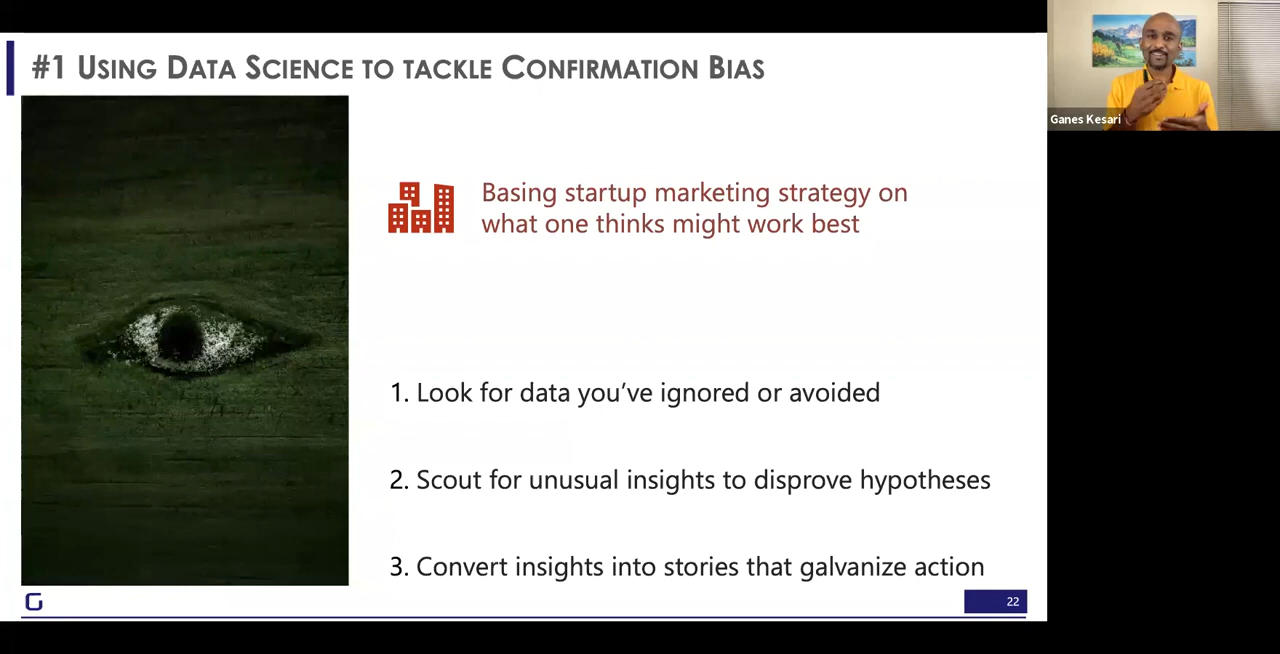 #1 USING DATA SCIENCE TO TACKLE CONFIRMATION BIAS
Ganes Kesari
Basing startup marketing strategy on
what one thinks might work best
1. Look for data you’ve ignored or avoided
2. Scout for unusual insights to disprove hypotheses
3. Convert insights into stories that galvanize action
G
22